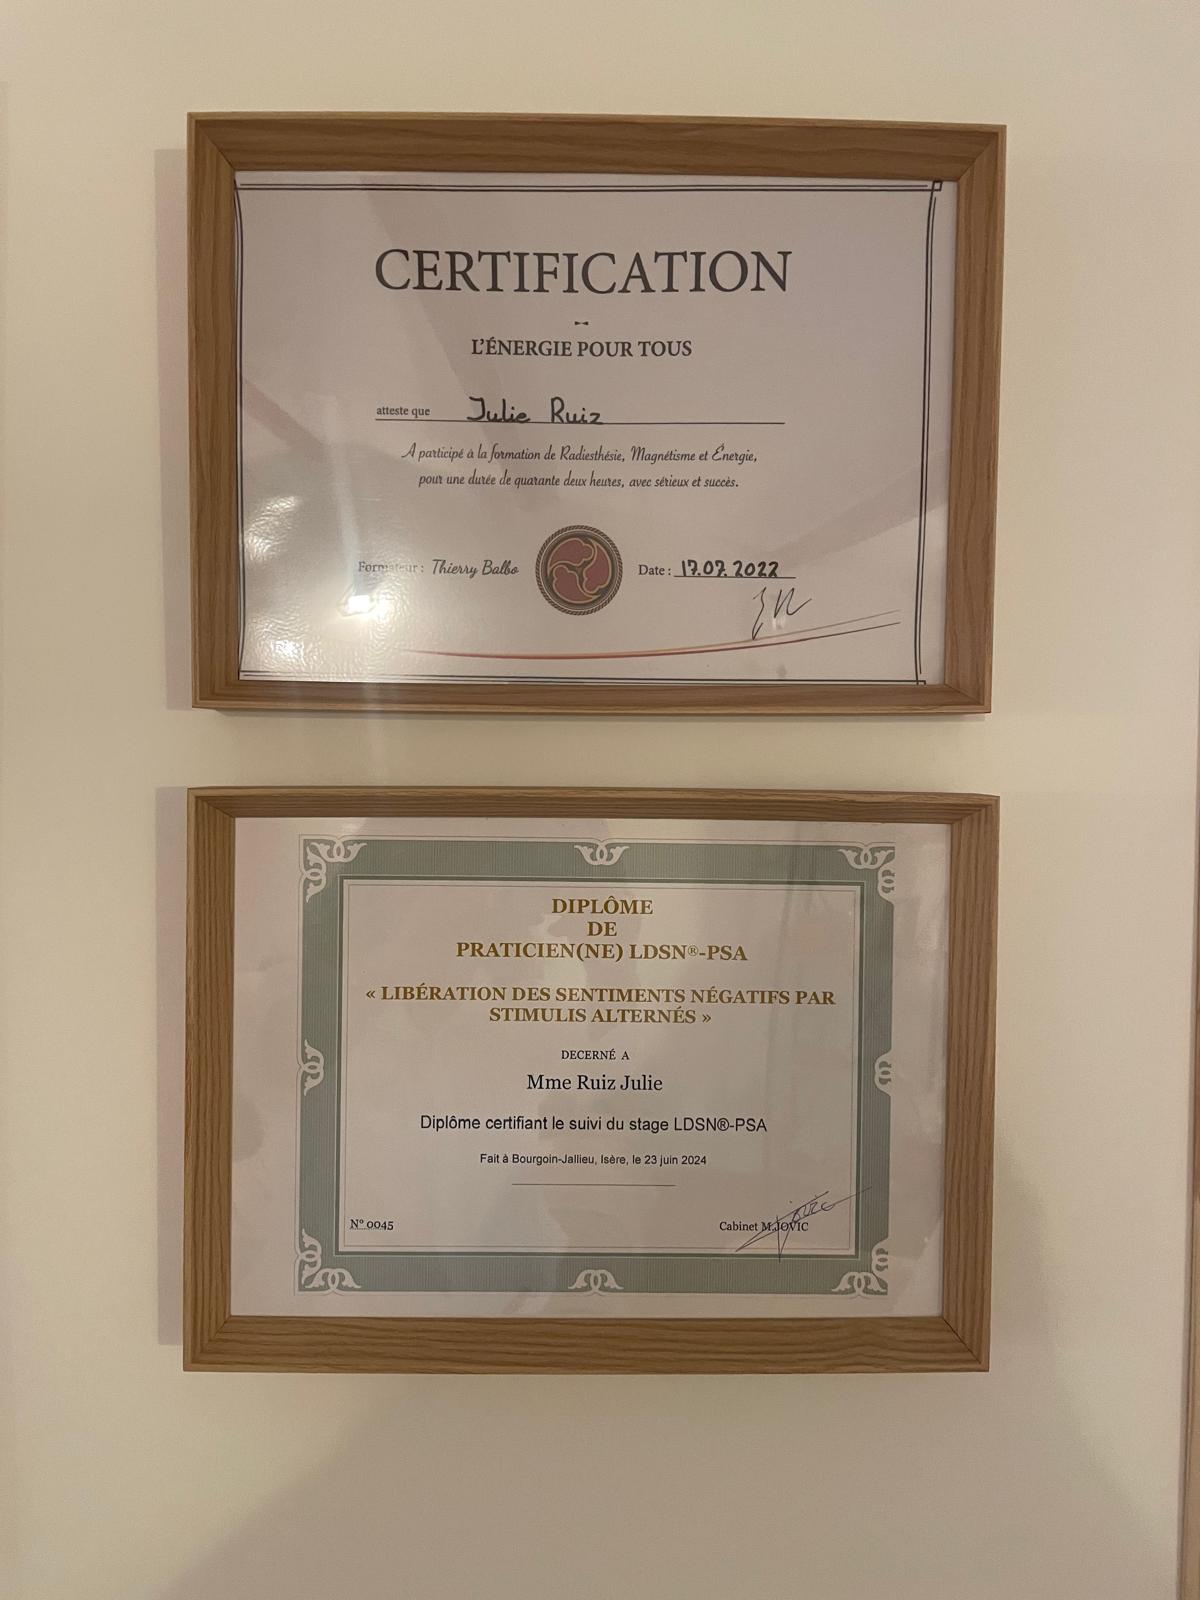 CERTIFICATION
L'ÉNERGIE POUR TOUS
atteste que Julie Ruiz
A participé à la formation de Radiesthésie, Magnétisme et Énergie,
pour une durée de quarante deux heures, avec sérieux et succès.
Formateur : Thierry Balbo
Date : 17.07.2022
DIPLÔME
DE
PRATICIEN(NE) LDSN®-PSA
« LIBÉRATION DES SENTIMENTS NÉGATIFS PAR
STIMULIS ALTERNÉS »
DECERNÉ A
Mme Ruiz Julie
Diplôme certifiant le suivi du stage LDSN®-PSA
Fait à Bourgoin-Jallieu, Isère, le 23 juin 2024
N° 0045
Cabinet M.JOVIC